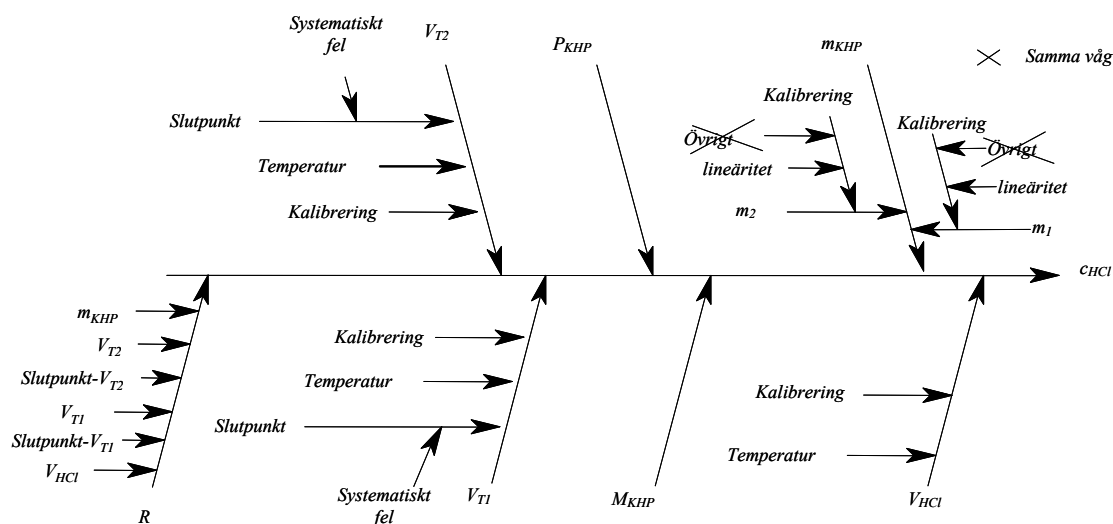 Systematiskt
fel
V_T2
P_KHP
m_KHP
Samma våg
Kalibrering
Slutpunkt
Övrigt
Kalibrering
Övrigt
Temperatur
lineäritet
lineäritet
Kalibrering
m_2
m_1
c_HCl
m_KHP
V_T2
Kalibrering
Slutpunkt-V_T2
Temperatur
Kalibrering
V_T1
Slutpunkt
Slutpunkt-V_T1
Temperatur
V_HCl
Systematiskt
fel
V_T1
M_KHP
V_HCl
R